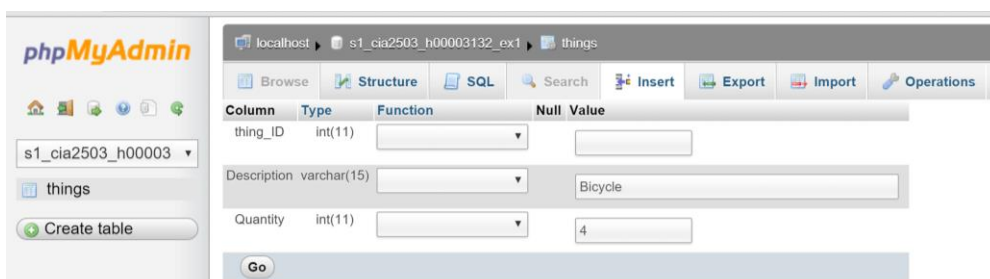 phpMyAdmin
localhost s1_cia2503_h00003132_ex1 things
Browse Structure SQL Search Insert Export Import Operations
s1_cia2503_h00003
things
Create table
Column Type Function Null Value
thing_ID int(11)
Description varchar(15) Bicycle
Quantity int(11) 4
Go